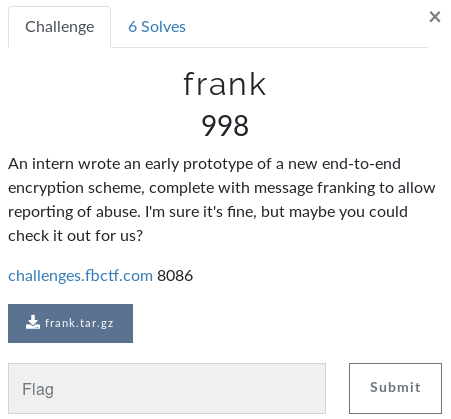 Challenge
6 Solves
×
frank
998
An intern wrote an early prototype of a new end-to-end
encryption scheme, complete with message franking to allow
reporting of abuse. I'm sure it's fine, but maybe you could
check it out for us?
challenges.fbctf.com 8086
frank.tar.gz
Flag
Submit